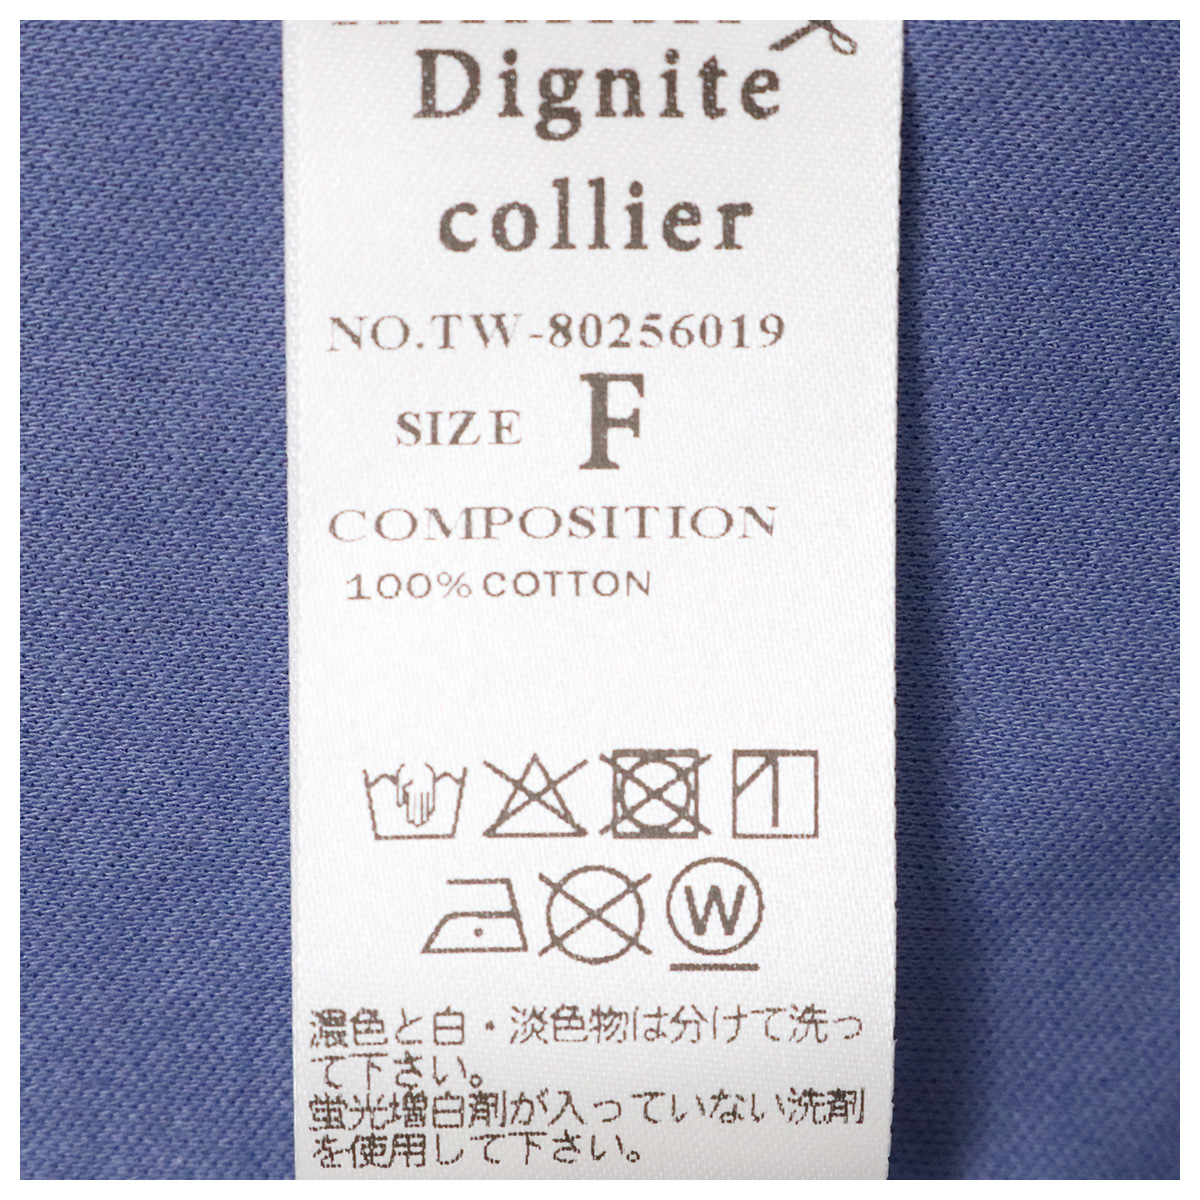 Dignite
collier
NO.TW-80256019
SIZE F
COMPOSITION
100% COTTON
W
濃色と白・淡色物は分けて洗っ
て下さい。
蛍光増白剤が入っていない洗剤
を使用して下さい。